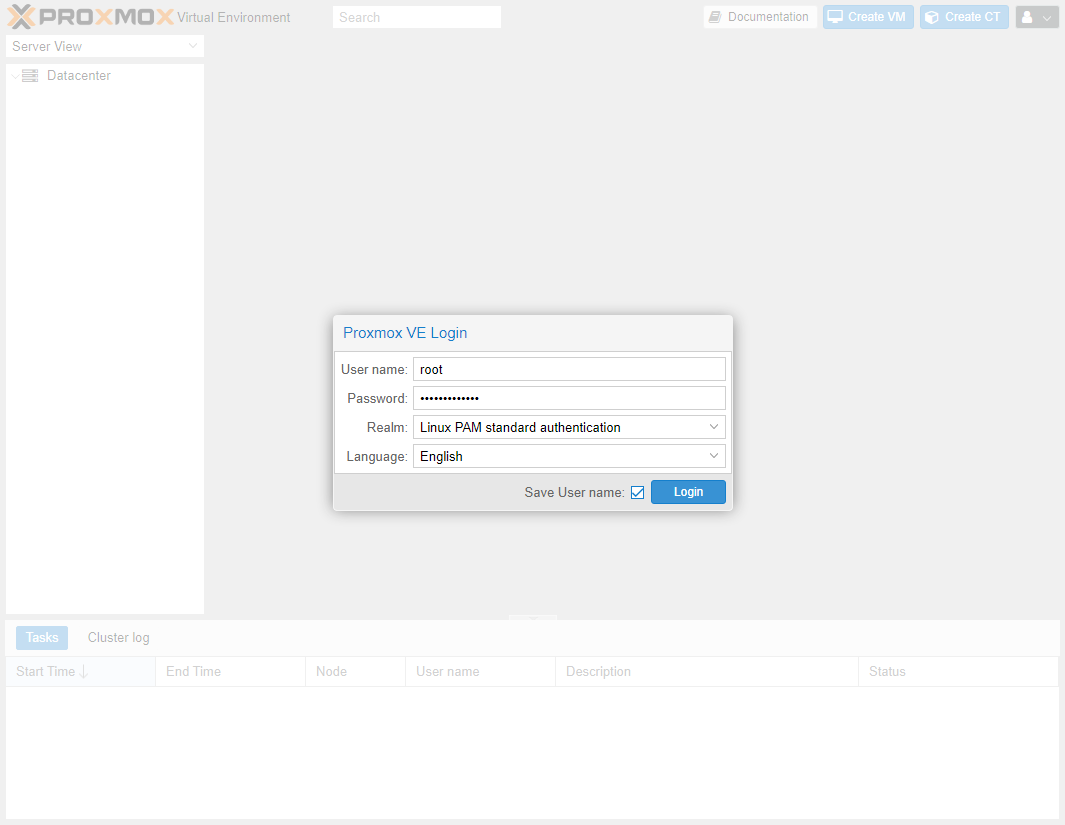 PROXMOX Virtual Environment Search Documentation Create VM Create CT
Server View
Datacenter
Proxmox VE Login
User name: root
Password: •••••••••••••
Realm: Linux PAM standard authentication
Language: English
Save User name: Login
Tasks Cluster log
Start Time End Time Node User name Description Status